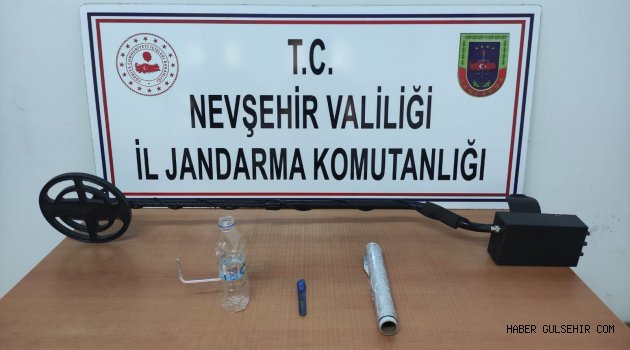 T.C.
NEVŞEHİR VALİLİĞİ
İL JANDARMA KOMUTANLIĞI
HABER GULSEHIR COM